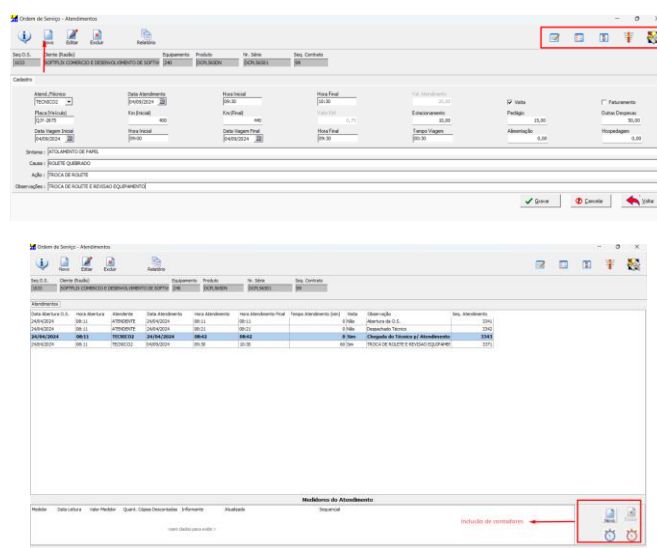 Ordem de Serviço - Atendimentos
Novo Editar Excluir Relatório
Seq O.S. Cliente (Razão) Equipamento Produto Nr. Série Seq. Contrato
1033 SOFTFLIX COMERCIO E DESENVOLVIMENTO DE SOFTW 246 DCPL5600N DCPL56001 99
Cadastro
Atend./Técnico Data Atendimento Hora Inicial Hora Final
TECNICO2 04/09/2024 09:30 10:30 Visita Faturamento
Placa(Veículo) Km(Inicial) Km(Final) Estacionamento Pedágio Outras Despesas
400 440 10,00 15,00 50,00
Data Viagem Inicial Hora Inicial Data Viagem Final Hora Final Tempo Viagem Alimentação Hospedagem
04/09/2024 09:00 04/09/2024 09:30 00:30 0,00 0,00
Sintoma : ATOLAMENTO DE PAPEL
Causa : ROLETE QUEBRADO
Ação : TROCA DE ROLETE
Observações : TROCA DE ROLETE E REVISAO EQUIPAMENTO
Gravar Cancelar Voltar
Ordem de Serviço - Atendimentos
Novo Editar Excluir Relatório
Seq O.S. Cliente (Razão) Equipamento Produto Nr. Série Seq. Contrato
1033 SOFTFLIX COMERCIO E DESENVOLVIMENTO DE SOFTW 246 DCPL5600N DCPL56001 99
Atendimentos
Data Abertura O.S. Hora Abertura Atendente Data Atendimento Hora Atendimento Hora Atendimento Final Tempo Atendimento (min) Visita Observação Seq. Atendimento
24/04/2024 08:11 ATENDENTE 24/04/2024 08:11 08:11 0 Não Abertura da O.S. 3341
24/04/2024 08:11 ATENDENTE 24/04/2024 08:21 08:21 0 Não Despachado Técnico 3342
24/04/2024 08:11 TECNICO2 24/04/2024 08:42 08:42 0 Sim Chegada do Técnico p/ Atendimento 3343
24/04/2024 08:11 TECNICO2 04/09/2024 09:30 10:30 60 Sim TROCA DE ROLETE E REVISAO EQUIPAMEN 3371
Medidores do Atendimento
Medidor Data Leitura Valor Medidor Quant. Cópias Descontadas Informante Atualizado Sequencial
<sem dados para exibir>
Inclusão de contadores
Novo Excluir